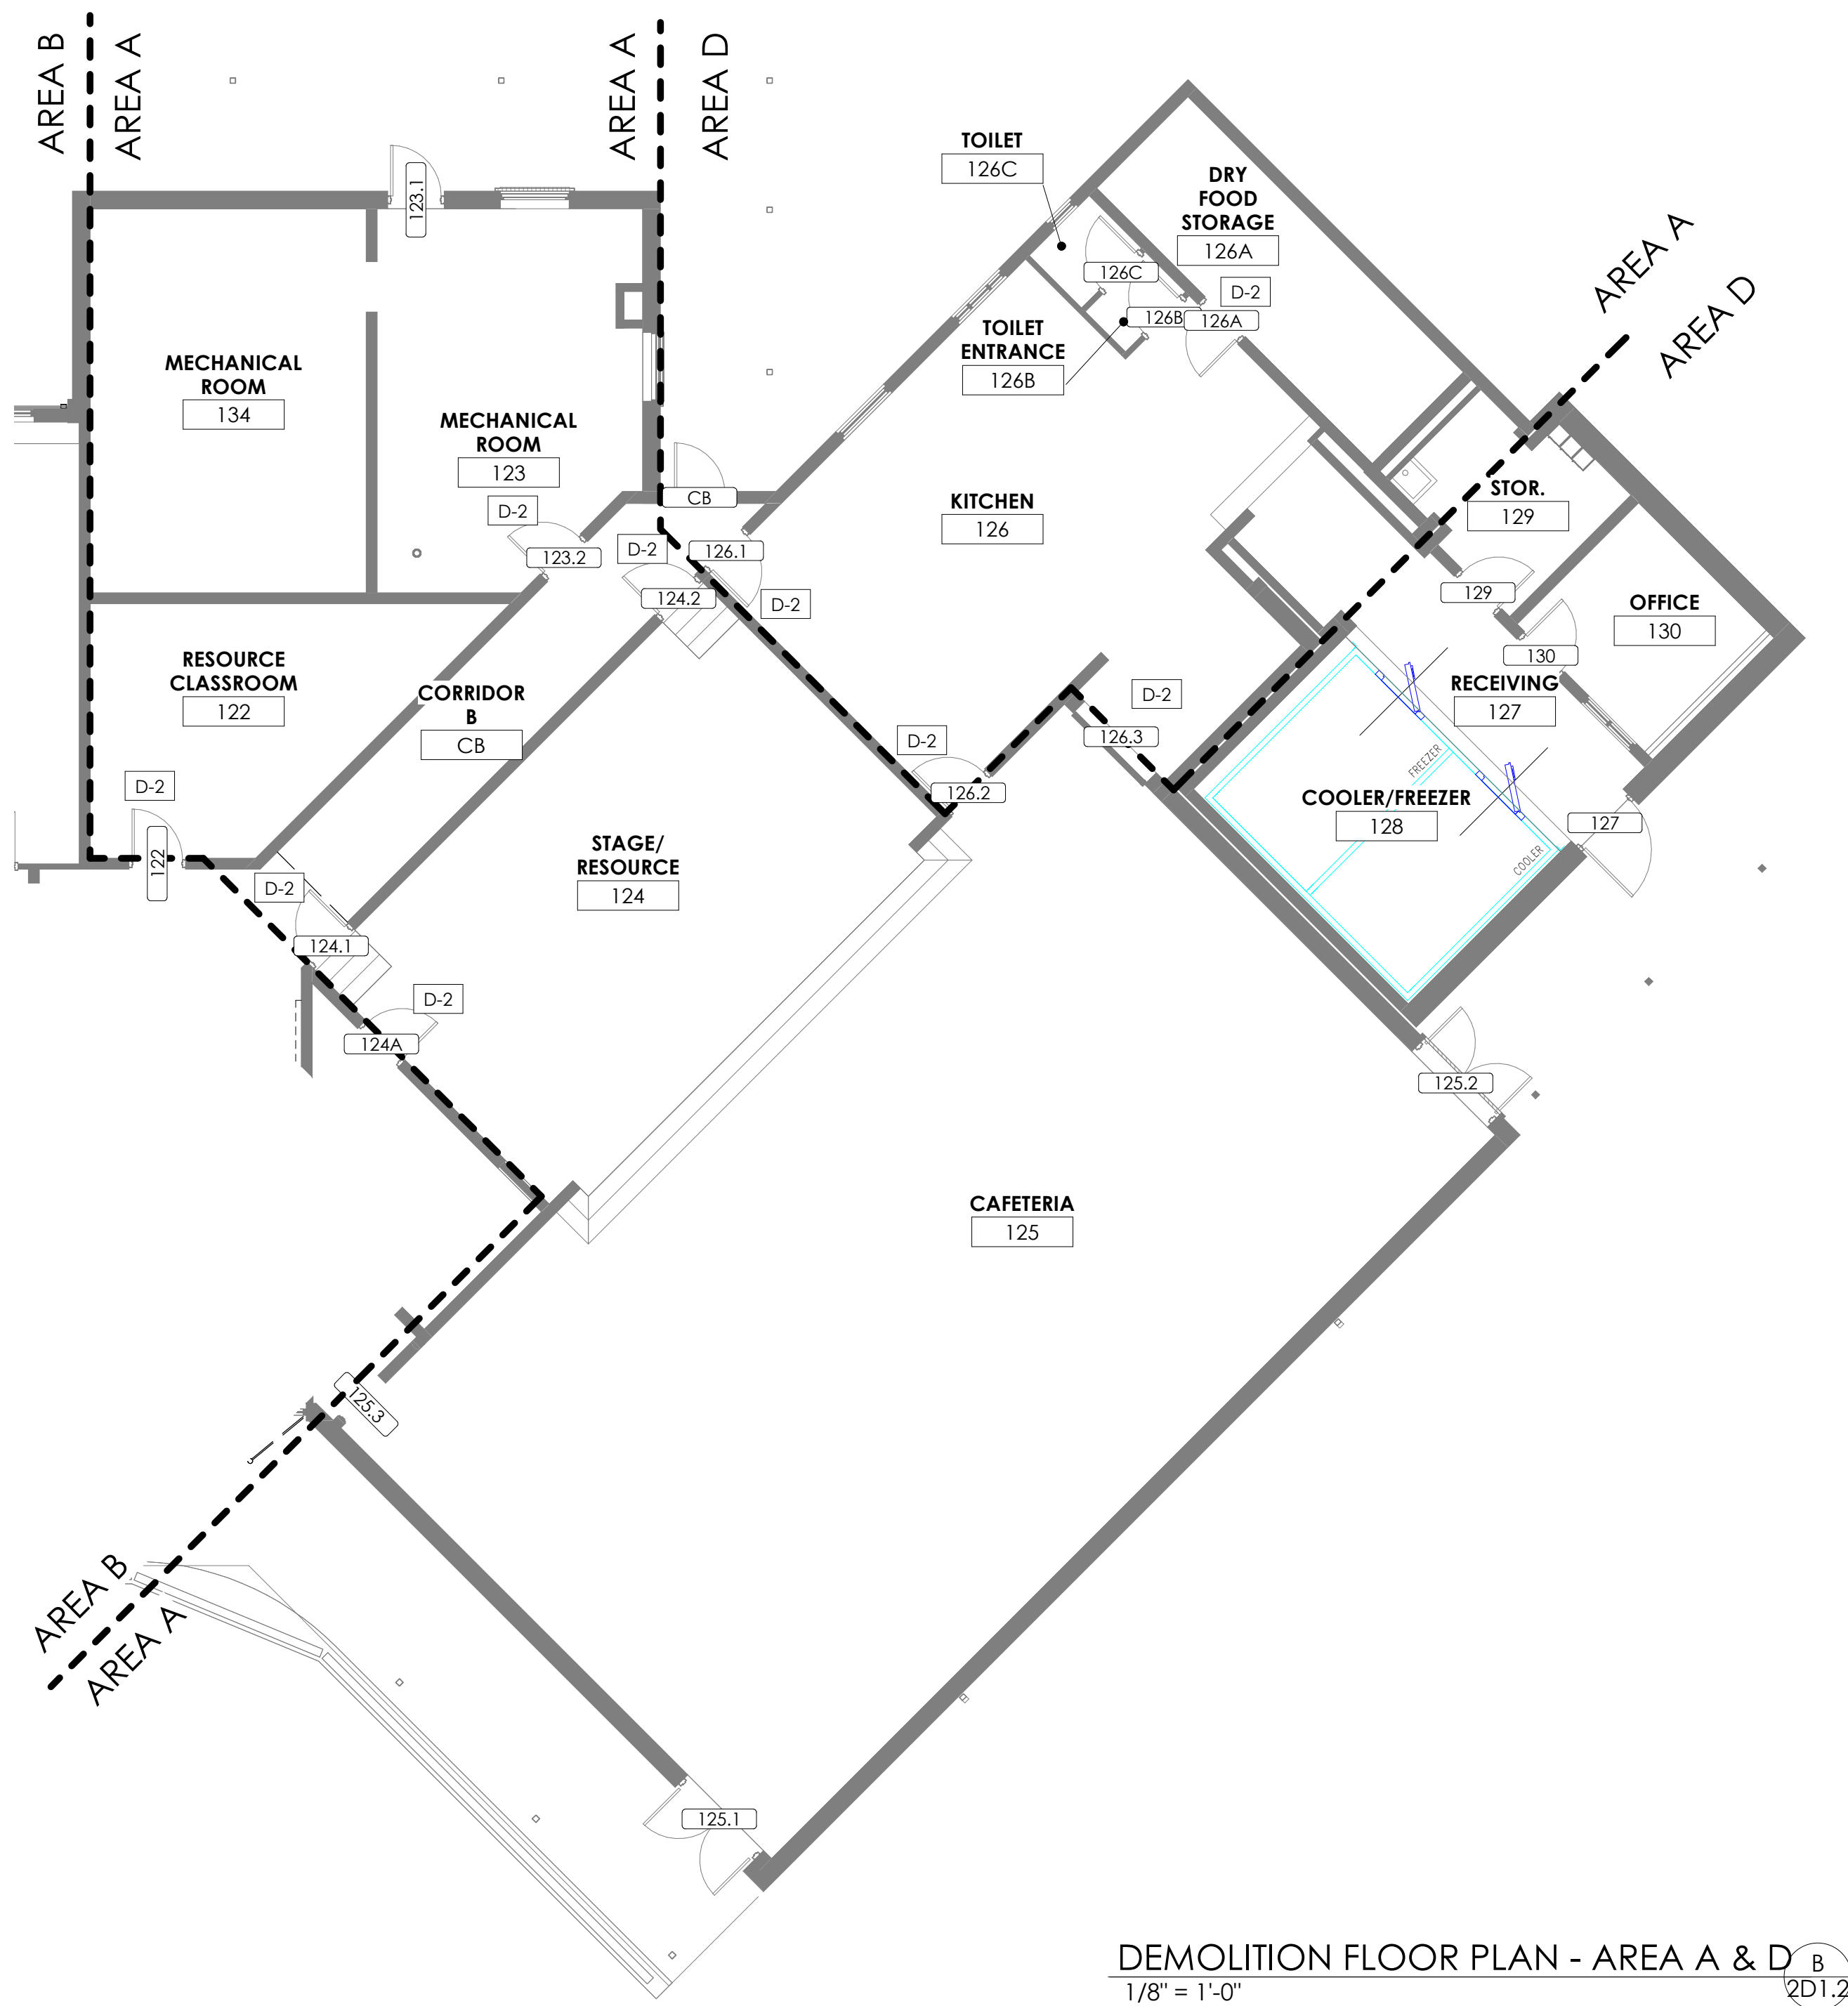 AREA B
AREA A
AREA A
AREA D
TOILET
126C
DRY
FOOD
STORAGE
126A
123.1
AREA A
AREA D
126C
D-2
126B
126A
TOILET
ENTRANCE
126B
MECHANICAL
ROOM
134
MECHANICAL
ROOM
123
CB
KITCHEN
126
STOR.
129
D-2
123.2
D-2
126.1
124.2
D-2
129
OFFICE
130
130
RESOURCE
CLASSROOM
122
CORRIDOR
B
CB
RECEIVING
127
D-2
126.3
D-2
126.2
FREEZER
COOLER/FREEZER
128
COOLER
127
D-2
122
D-2
STAGE/
RESOURCE
124
124.1
D-2
124A
125.2
CAFETERIA
125
125.3
AREA B
AREA A
125.1
DEMOLITION FLOOR PLAN - AREA A & D
1/8" = 1'-0"
B
2D1.2